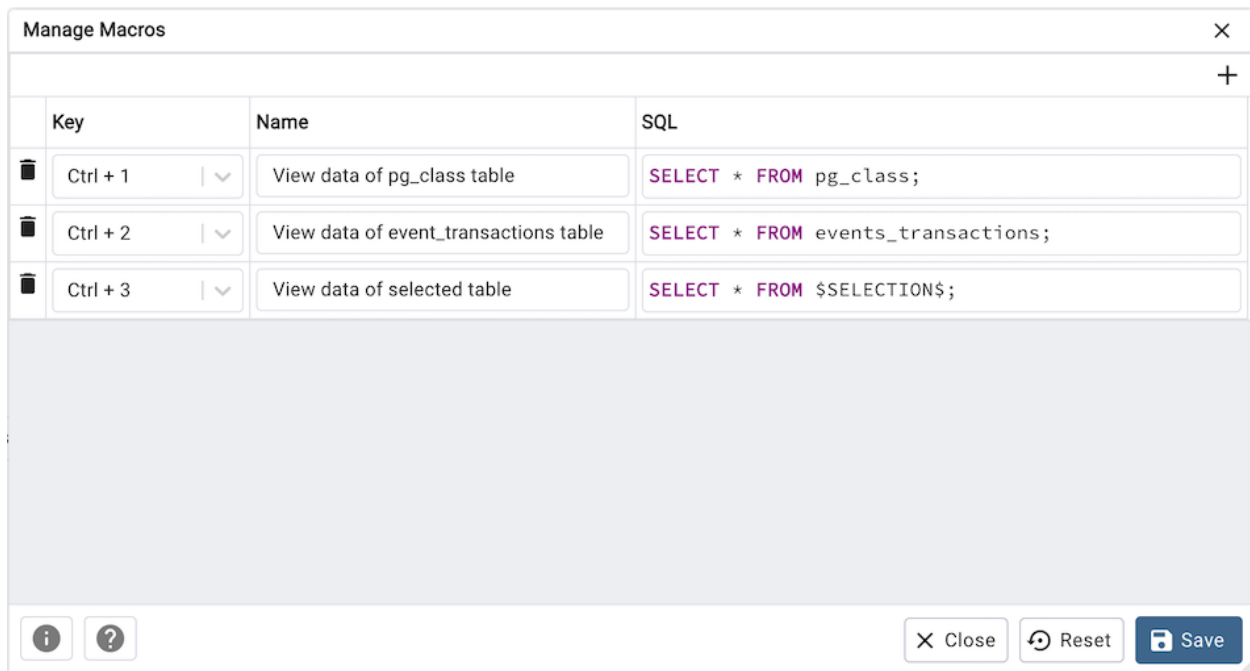 Manage Macros
Key Name SQL
Ctrl + 1 View data of pg_class table SELECT * FROM pg_class;
Ctrl + 2 View data of event_transactions table SELECT * FROM events_transactions;
Ctrl + 3 View data of selected table SELECT * FROM $SELECTION$;
Close Reset Save